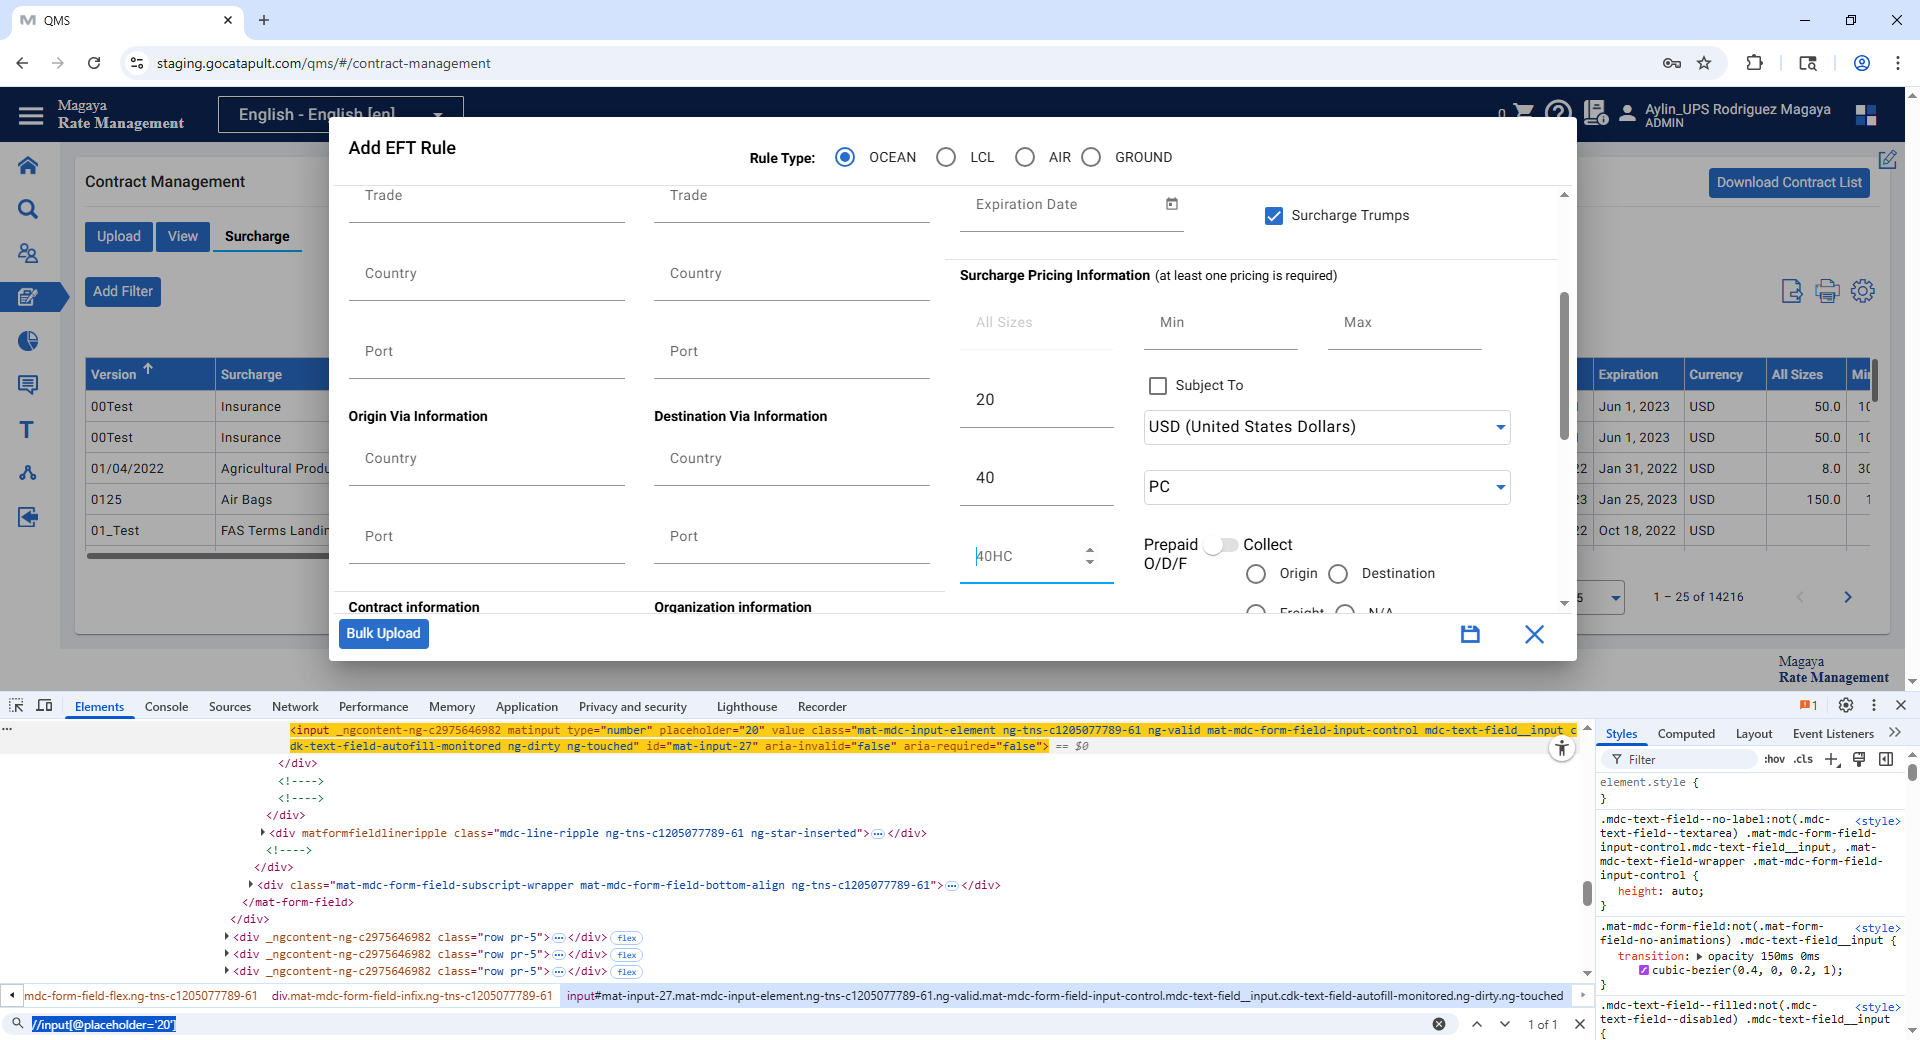 QMS
staging.gocatapult.com/qms/#/contract-management
Magaya
Rate Management
English - English [en]
0
Aylin_UPS Rodriguez Magaya
ADMIN
Add EFT Rule
Rule Type:
OCEAN
LCL
AIR
GROUND
Contract Management
Download Contract List
Upload
View
Surcharge
Add Filter
Trade
Trade
Expiration Date
Surcharge Trumps
Country
Country
Surcharge Pricing Information (at least one pricing is required)
All Sizes
Min
Max
Port
Port
Subject To
20
USD (United States Dollars)
Origin Via Information
Destination Via Information
Country
Country
40
PC
Port
Port
40HC
Prepaid
Collect
O/D/F
Origin
Destination
Freight
N/A
Contract information
Organization information
Bulk Upload
Version
Surcharge
Expiration
Currency
All Sizes
Min
00Test
Insurance
Jun 1, 2023
USD
50.0
10
00Test
Insurance
Jun 1, 2023
USD
50.0
10
01/04/2022
Agricultural Produ
22
Jan 31, 2022
USD
8.0
30
0125
Air Bags
23
Jan 25, 2023
USD
150.0
1
01_Test
FAS Terms Landin
22
Oct 18, 2022
USD
5
1 – 25 of 14216
Magaya
Rate Management
Elements
Console
Sources
Network
Performance
Memory
Application
Privacy and security
Lighthouse
Recorder
1
<input _ngcontent-ng-c2975646982 matinput type="number" placeholder="20" value class="mat-mdc-input-element ng-tns-c1205077789-61 ng-valid mat-mdc-form-field-input-control mdc-text-field__input c
dk-text-field-autofill-monitored ng-dirty ng-touched" id="mat-input-27" aria-invalid="false" aria-required="false"> == $0
</div>
<!---->
<!---->
</div>
<div matformfieldlineripple class="mdc-line-ripple ng-tns-c1205077789-61 ng-star-inserted">…</div>
<!---->
</div>
<div class="mat-mdc-form-field-subscript-wrapper mat-mdc-form-field-bottom-align ng-tns-c1205077789-61">…</div>
</mat-form-field>
</div>
<div _ngcontent-ng-c2975646982 class="row pr-5">…</div> flex
<div _ngcontent-ng-c2975646982 class="row pr-5">…</div> flex
<div _ngcontent-ng-c2975646982 class="row pr-5">…</div> flex
mdc-form-field-flex.ng-tns-c1205077789-61
div.mat-mdc-form-field-infix.ng-tns-c1205077789-61
input#mat-input-27.mat-mdc-input-element.ng-tns-c1205077789-61.ng-valid.mat-mdc-form-field-input-control.mdc-text-field__input.cdk-text-field-autofill-monitored.ng-dirty.ng-touched
//input[@placeholder='20']
1 of 1
Styles
Computed
Layout
Event Listeners
Filter
:hov
.cls
element.style {
}
.mdc-text-field--no-label:not(.mdc- <style>
text-field--textarea) .mat-mdc-form-field-
input-control.mdc-text-field__input, .mat-
mdc-text-field-wrapper .mat-mdc-form-field-
input-control {
height: auto;
}
.mat-mdc-form-field:not(.mat-form- <style>
field-no-animations) .mdc-text-field__input {
transition: opacity 150ms 0ms
cubic-bezier(0.4, 0, 0.2, 1);
}
.mdc-text-field--filled:not(.mdc- <style>
text-field--disabled) .mdc-text-field__input
{